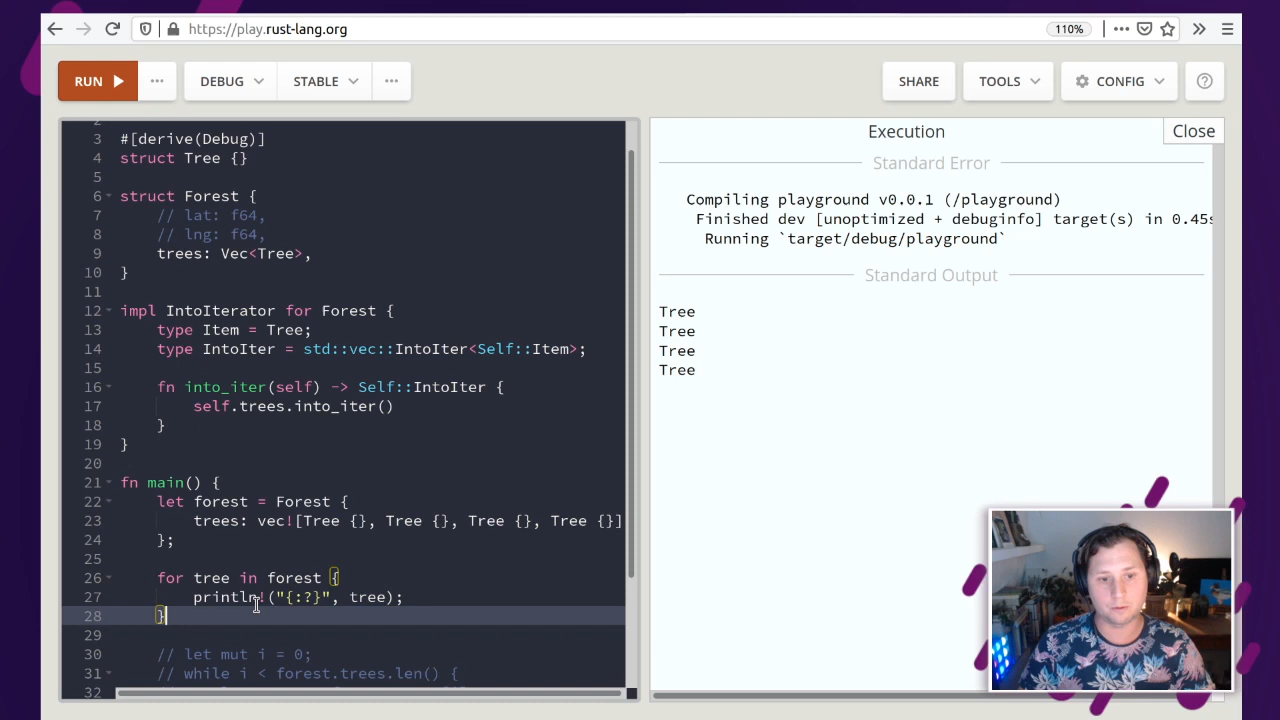 https://play.rust-lang.org
110%
RUN
DEBUG
STABLE
SHARE
TOOLS
CONFIG
2
3 #[derive(Debug)]
4 struct Tree {}
5
6 struct Forest {
7 // lat: f64,
8 // lng: f64,
9 trees: Vec<Tree>,
10 }
11
12 impl IntoIterator for Forest {
13 type Item = Tree;
14 type IntoIter = std::vec::IntoIter<Self::Item>;
15
16 fn into_iter(self) -> Self::IntoIter {
17 self.trees.into_iter()
18 }
19 }
20
21 fn main() {
22 let forest = Forest {
23 trees: vec![Tree {}, Tree {}, Tree {}, Tree {}]
24 };
25
26 for tree in forest {
27 println!("{:?}", tree);
28 }
29
30 // let mut i = 0;
31 // while i < forest.trees.len() {
32
Execution
Close
Standard Error
Compiling playground v0.0.1 (/playground)
Finished dev [unoptimized + debuginfo] target(s) in 0.45s
Running `target/debug/playground`
Standard Output
Tree
Tree
Tree
Tree